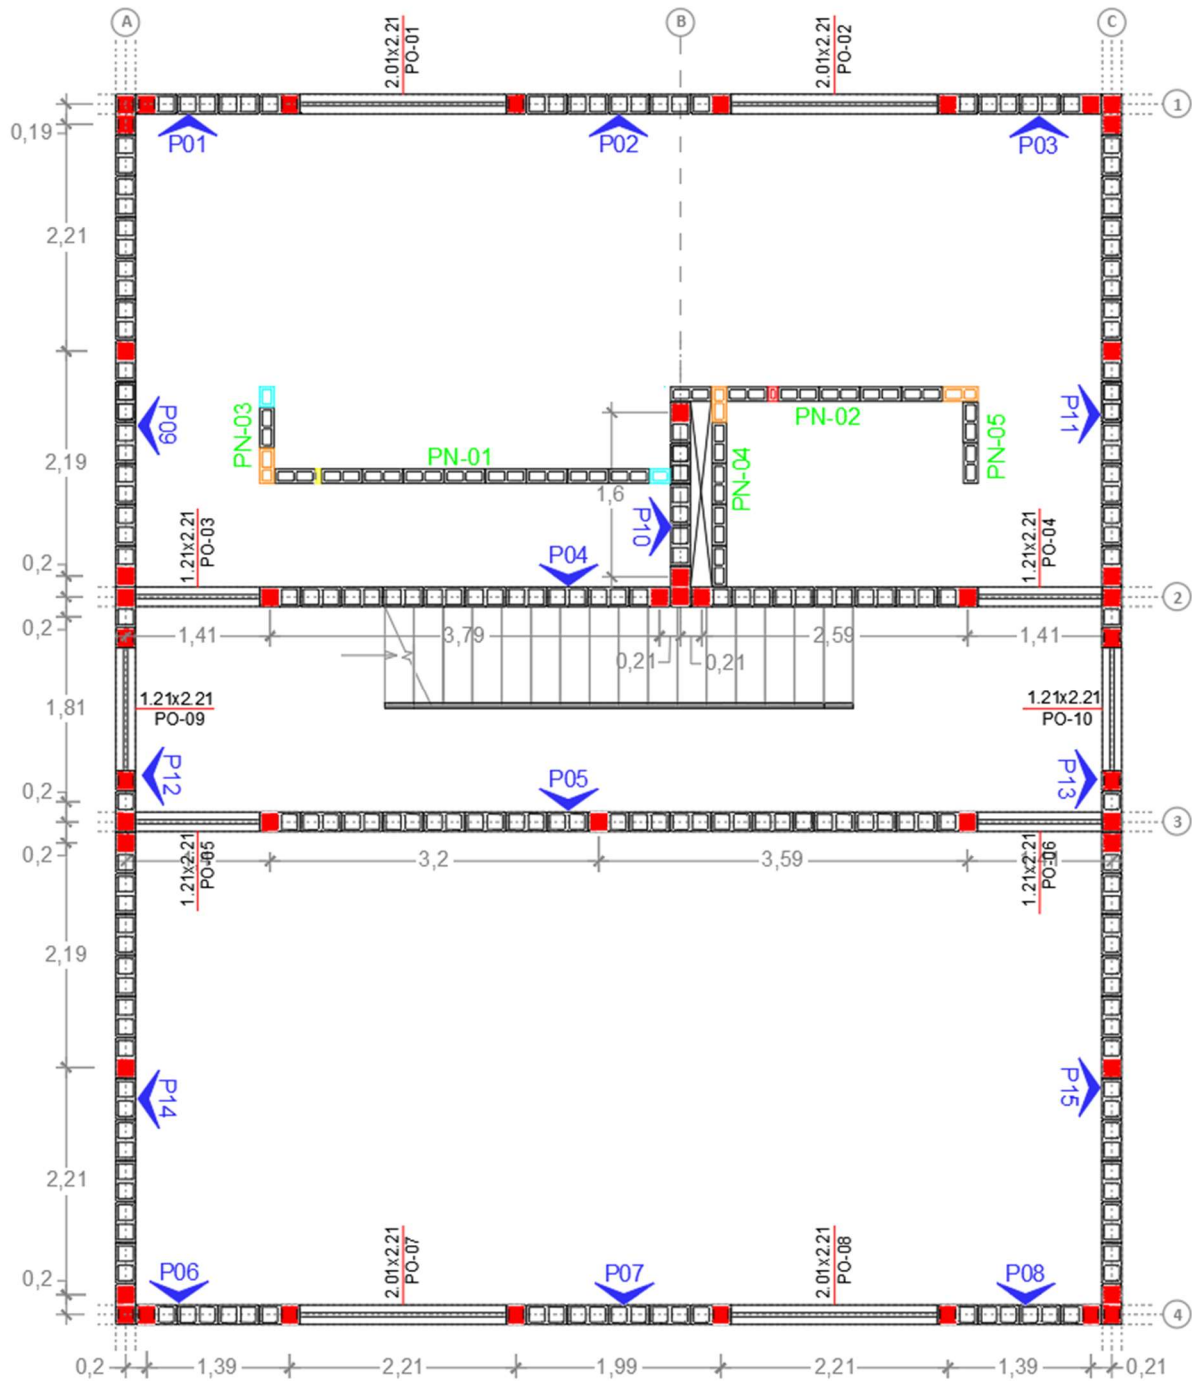 A
B
C
2.01x2.21
PO-01
2.01x2.21
PO-02
1
0,19
P01
P02
P03
2,21
P09
P11
PN-03
PN-02
PN-05
PN-01
PN-04
2,19
1,6
P10
1.21x2.21
PO-03
1.21x2.21
PO-04
P04
0,2
2
0,2
1,41
3,79
0,21
0,21
2,59
1,41
1.21x2.21
PO-09
1.21x2.21
PO-10
1,81
P12
P05
P13
0,2
3
0,2
1.21x2.21
PO-05
3,2
3,59
1.21x2.21
PO-06
2,19
P14
P15
2,21
2.01x2.21
PO-07
2.01x2.21
PO-08
0,2
P06
P07
P08
4
0,2
1,39
2,21
1,99
2,21
1,39
0,21